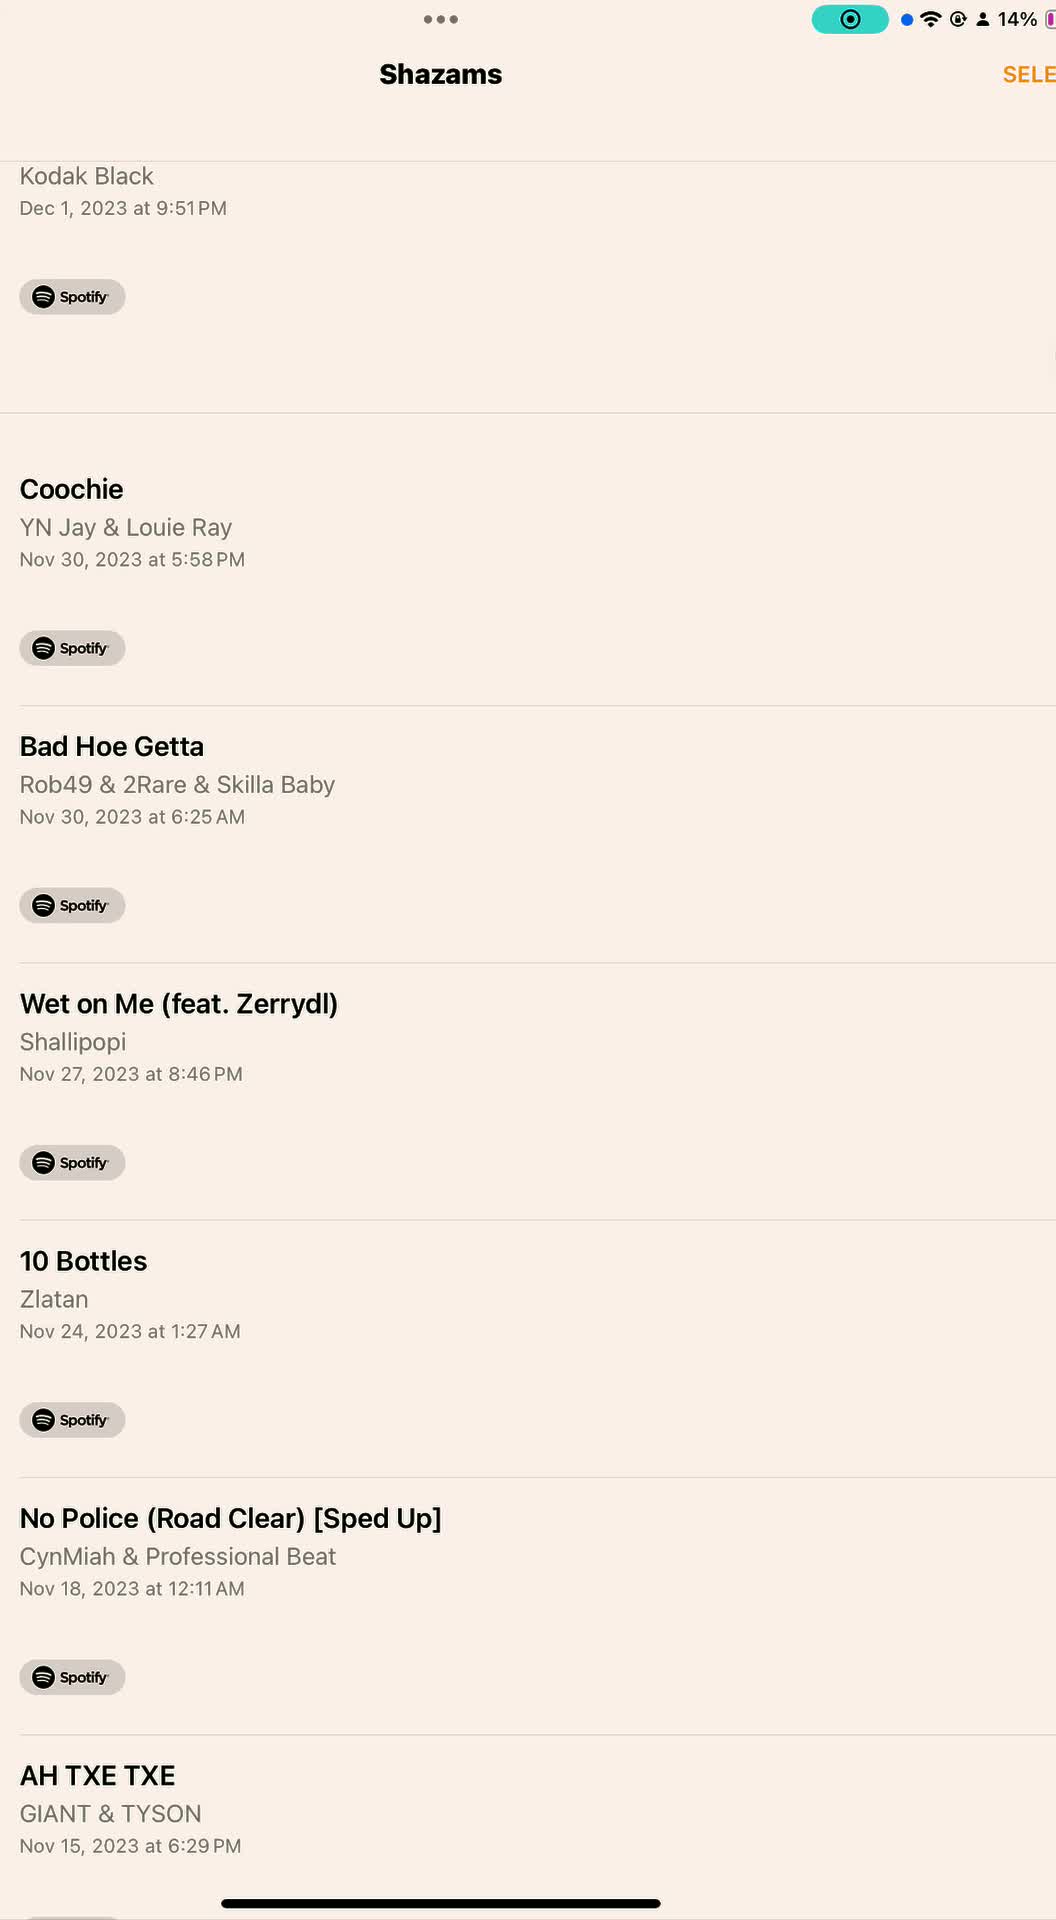 14%
Shazams
SELE
Kodak Black
Dec 1, 2023 at 9:51 PM
Spotify
Coochie
YN Jay & Louie Ray
Nov 30, 2023 at 5:58 PM
Spotify
Bad Hoe Getta
Rob49 & 2Rare & Skilla Baby
Nov 30, 2023 at 6:25 AM
Spotify
Wet on Me (feat. Zerrydl)
Shallipopi
Nov 27, 2023 at 8:46 PM
Spotify
10 Bottles
Zlatan
Nov 24, 2023 at 1:27 AM
Spotify
No Police (Road Clear) [Sped Up]
CynMiah & Professional Beat
Nov 18, 2023 at 12:11 AM
Spotify
AH TXE TXE
GIANT & TYSON
Nov 15, 2023 at 6:29 PM